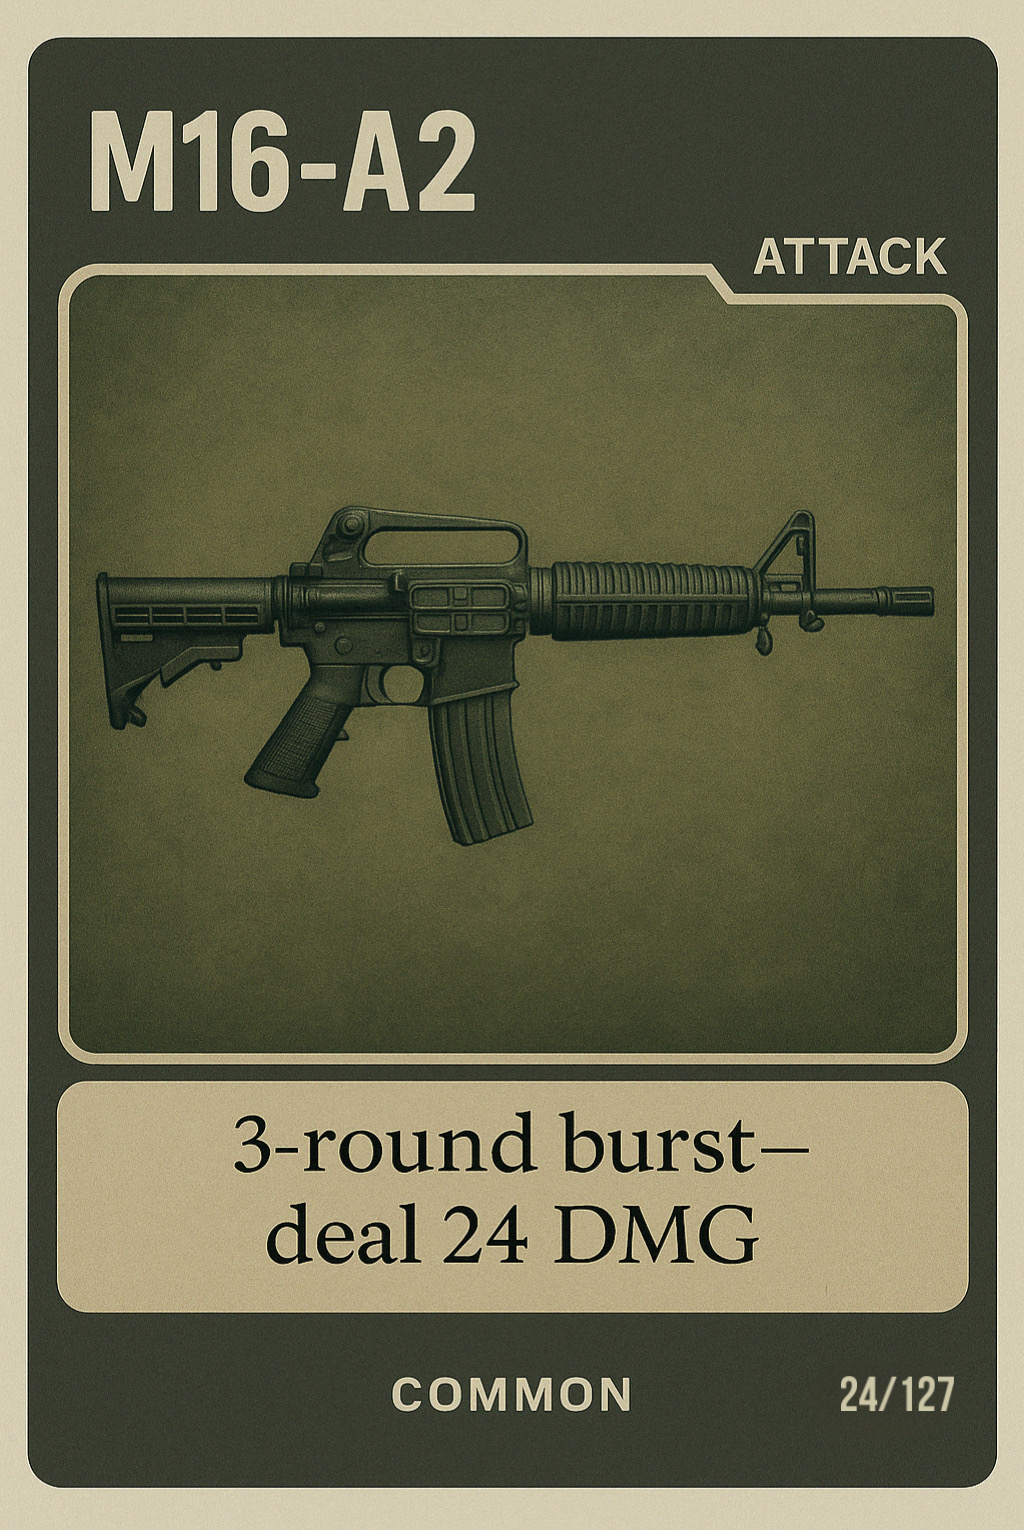 M16-A2
ATTACK
3-round burst–
deal 24 DMG
COMMON
24/127